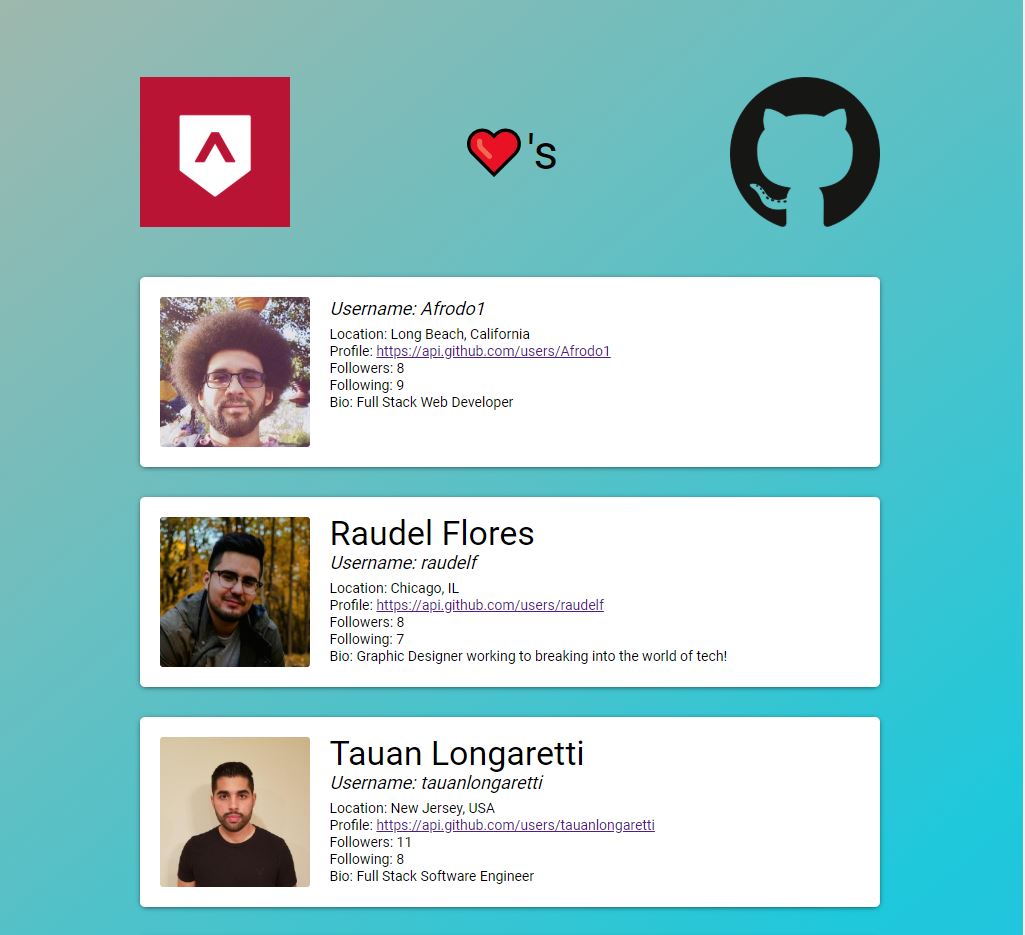 's
Username: Afrodo1
Location: Long Beach, California
Profile: https://api.github.com/users/Afrodo1
Followers: 8
Following: 9
Bio: Full Stack Web Developer
Raudel Flores
Username: raudelf
Location: Chicago, IL
Profile: https://api.github.com/users/raudelf
Followers: 8
Following: 7
Bio: Graphic Designer working to breaking into the world of tech!
Tauan Longaretti
Username: tauanlongaretti
Location: New Jersey, USA
Profile: https://api.github.com/users/tauanlongaretti
Followers: 11
Following: 8
Bio: Full Stack Software Engineer